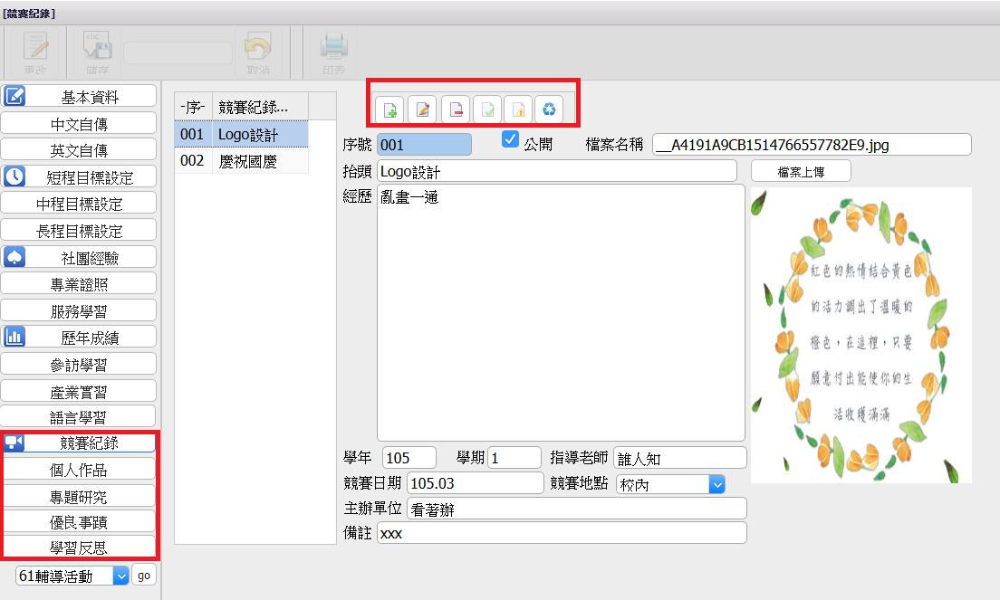 [競賽紀錄]
更改
儲存
取消
印表
基本資料
中文自傳
英文自傳
短程目標設定
中程目標設定
長程目標設定
社團經驗
專業證照
服務學習
歷年成績
參訪學習
產業實習
語言學習
競賽紀錄
個人作品
專題研究
優良事蹟
學習反思
61輔導活動 go
-序- 競賽紀錄...
001 Logo設計
002 慶祝國慶
序號 001 公開 檔案名稱 __A4191A9CB1514766557782E9.jpg
抬頭 Logo設計 檔案上傳
經歷 亂畫一通
紅色的熱情結合黃色
的活力調出了溫暖的
橙色，在這裡，只要
願意付出能使你的生
活收穫滿滿
學年 105 學期 1 指導老師 誰人知
競賽日期 105.03 競賽地點 校內
主辦單位 看著辦
備註 xxx